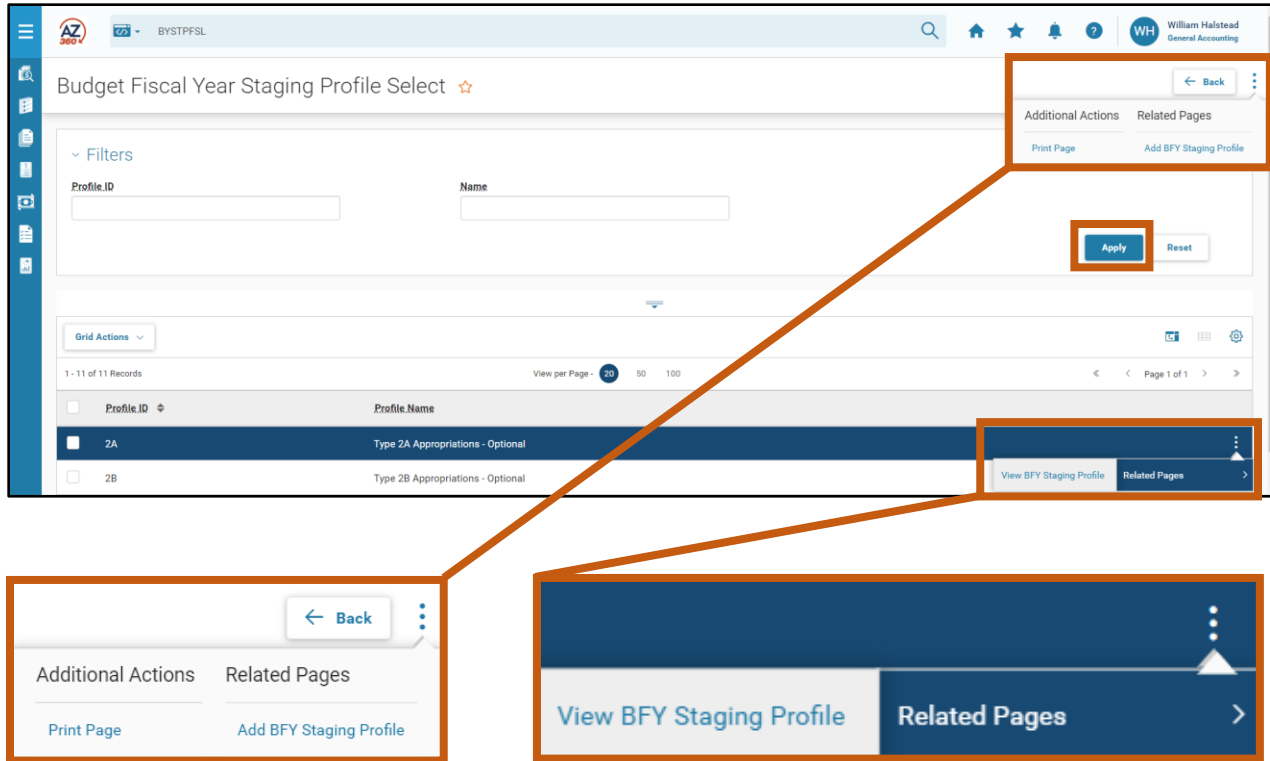 AZ
360
BYSTPFSL
?
WH
William Halstead
General Accounting
Budget Fiscal Year Staging Profile Select
← Back
Additional Actions Related Pages
Print Page Add BFY Staging Profile
Filters
Profile ID Name
Apply Reset
Grid Actions
1 - 11 of 11 Records View per Page - 20 50 100 « < Page 1 of 1 > »
Profile ID Profile Name
2A Type 2A Appropriations - Optional
2B Type 2B Appropriations - Optional
View BFY Staging Profile Related Pages >
← Back
Additional Actions Related Pages
Print Page Add BFY Staging Profile
View BFY Staging Profile Related Pages >